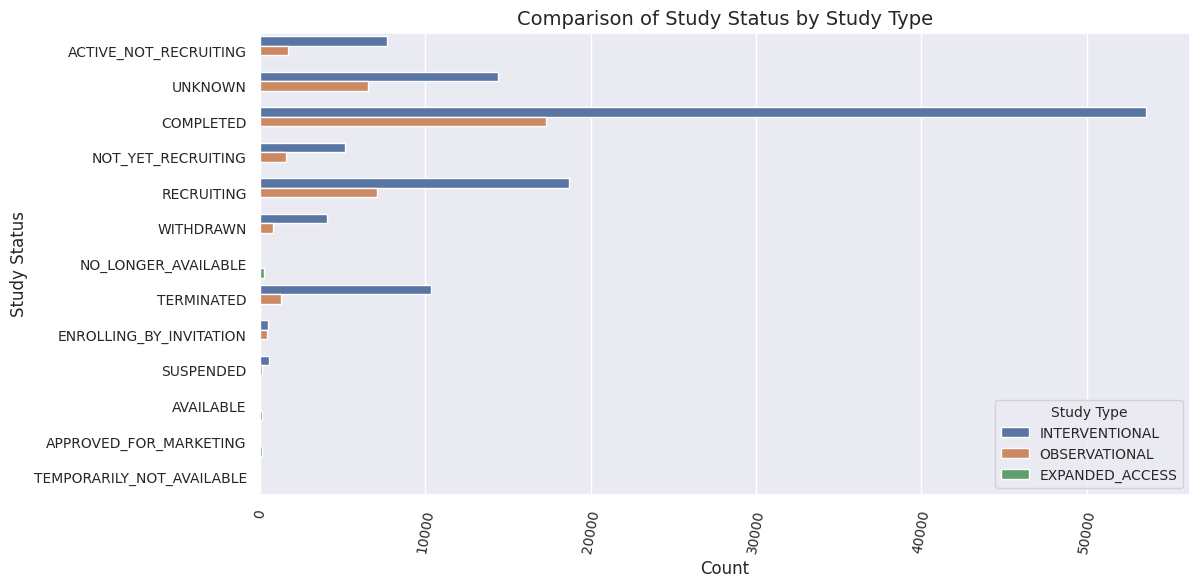 Comparison of Study Status by Study Type
Study Status
ACTIVE_NOT_RECRUITING
UNKNOWN
COMPLETED
NOT_YET_RECRUITING
RECRUITING
WITHDRAWN
NO_LONGER_AVAILABLE
TERMINATED
ENROLLING_BY_INVITATION
SUSPENDED
AVAILABLE
APPROVED_FOR_MARKETING
TEMPORARILY_NOT_AVAILABLE
Study Type
INTERVENTIONAL
OBSERVATIONAL
EXPANDED_ACCESS
0
10000
20000
30000
40000
50000
Count